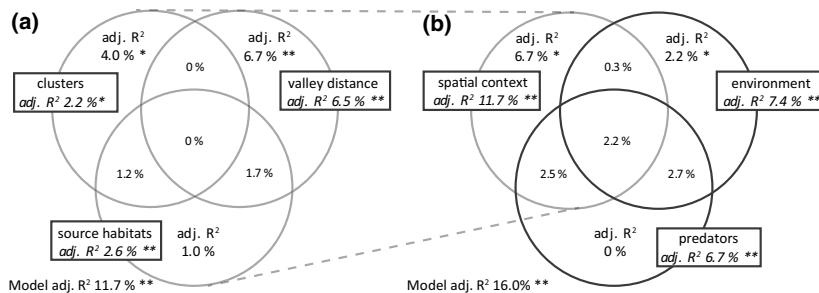 (a)
adj. R²
4.0 % *
0 %
adj. R²
6.7 % **
clusters
adj. R² 2.2 %*
valley distance
adj. R² 6.5 % **
0 %
1.2 %
1.7 %
source habitats
adj. R² 2.6 % **
adj. R²
1.0 %
Model adj. R² 11.7 % **
(b)
adj. R²
6.7 % *
0.3 %
adj. R²
2.2 % *
spatial context
adj. R² 11.7 % **
environment
adj. R² 7.4 % **
2.2 %
2.5 %
2.7 %
adj. R²
0 %
predators
adj. R² 6.7 % **
Model adj. R² 16.0% **